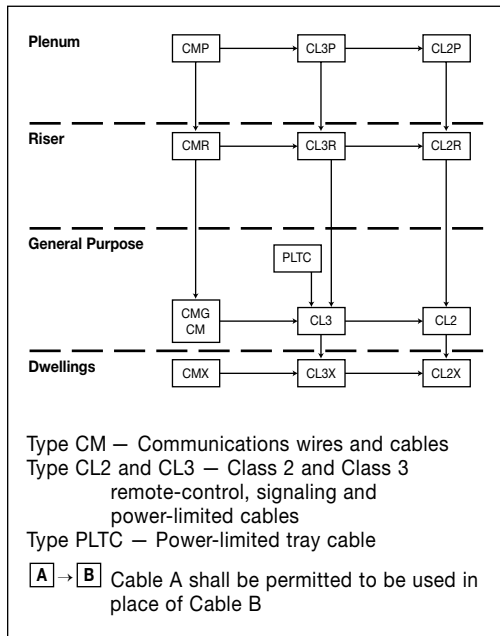 Plenum
CMP
CL3P
CL2P
Riser
CMR
CL3R
CL2R
General Purpose
PLTC
CMG
CM
CL3
CL2
Dwellings
CMX
CL3X
CL2X
Type CM — Communications wires and cables
Type CL2 and CL3 — Class 2 and Class 3
remote-control, signaling and
power-limited cables
Type PLTC — Power-limited tray cable
A → B Cable A shall be permitted to be used in
place of Cable B